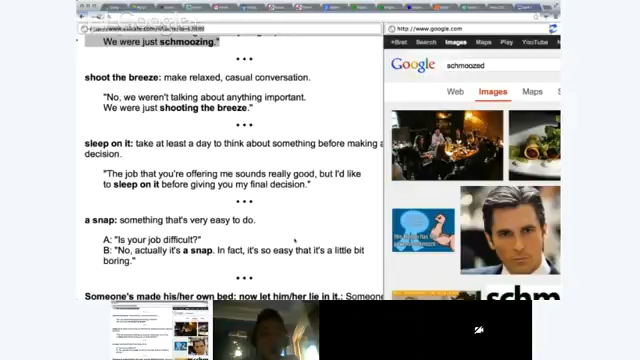 http://www.google.com
We were just schmoozing."
+Bret Search Images Maps Play YouTube
Google schmoozed
Web Images Maps
shoot the breeze: make relaxed, casual conversation.
"No, we weren't talking about anything important.
We were just shooting the breeze."
sleep on it: take at least a day to think about something before making a
decision.
"The job that you're offering me sounds really good, but I'd like
to sleep on it before giving you my final decision."
a snap: something that's very easy to do.
A: "Is your job difficult?"
B: "No, actually it's a snap. In fact, it's so easy that it's a little bit
boring."
Someone's made his/her own bed; now let him/her lie in it.: Someone
schm